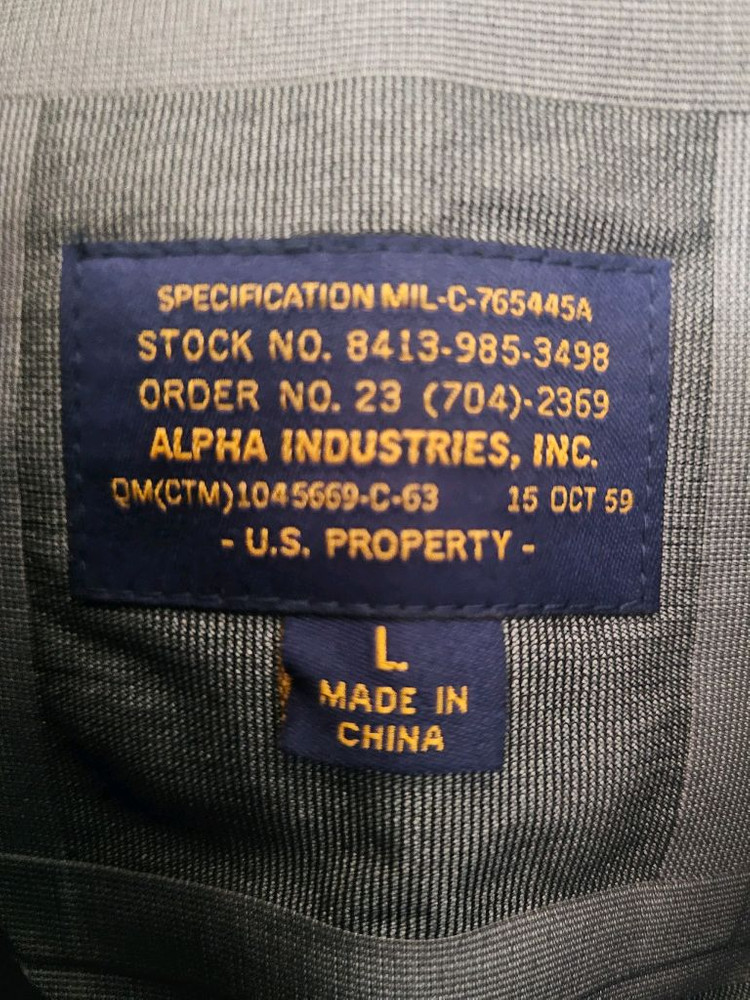 SPECIFICATION MIL-C-765445A
STOCK NO. 8413-985-3498
ORDER NO. 23 (704)-2369
ALPHA INDUSTRIES, INC.
QM(CTM)1045669-C-63 15 OCT 59
- U.S. PROPERTY -
L
MADE IN
CHINA